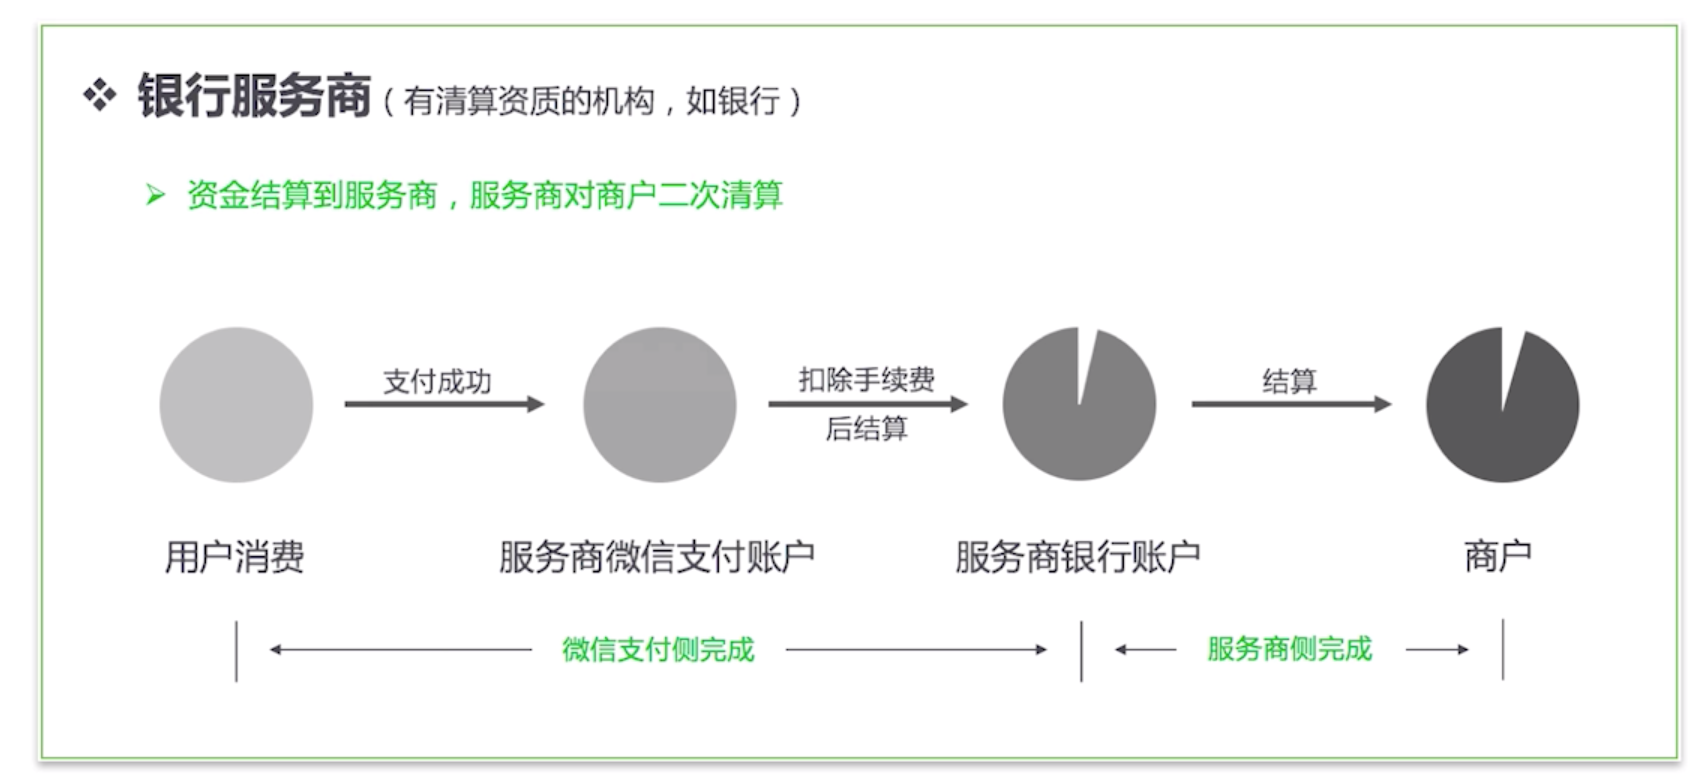 银行服务商(有清算资质的机构，如银行)
资金结算到服务商，服务商对商户二次清算
支付成功
扣除手续费
后结算
结算
用户消费
服务商微信支付账户
服务商银行账户
商户
微信支付侧完成
服务商侧完成